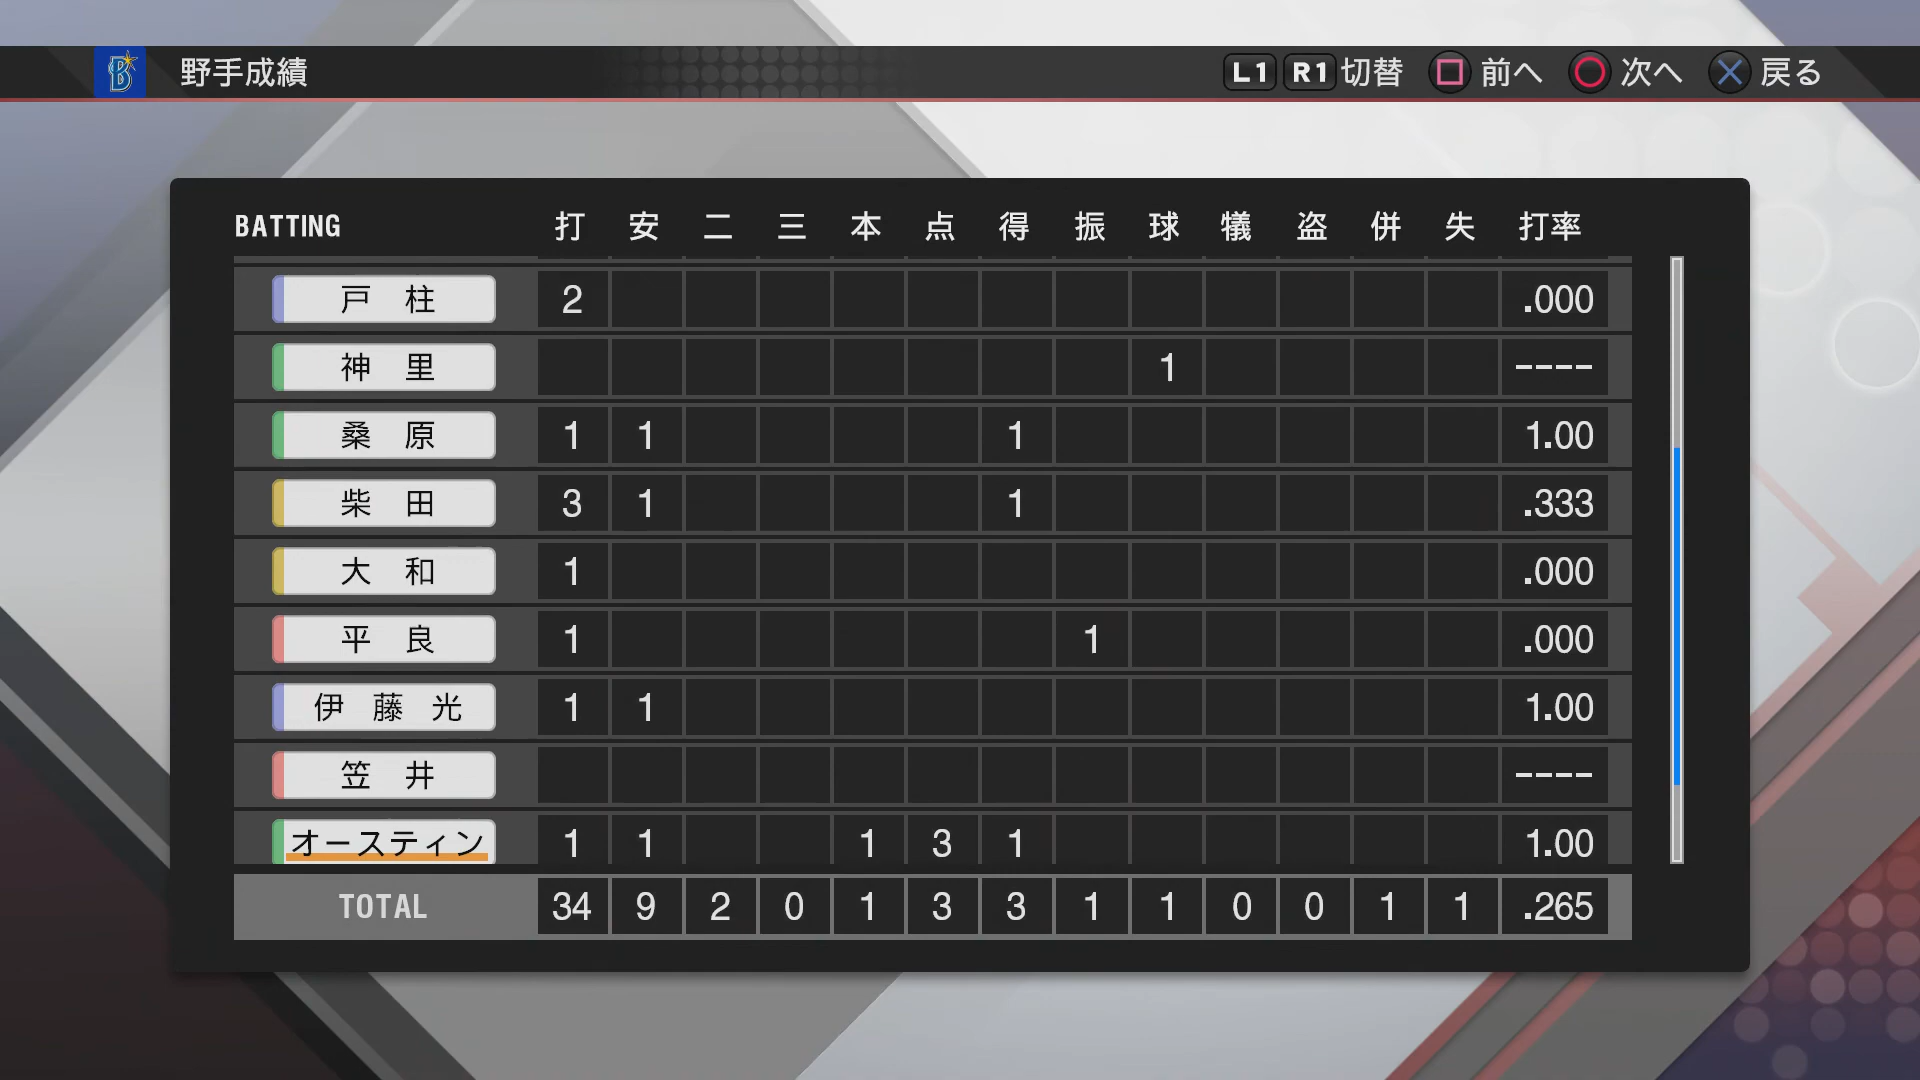 野手成績 L1 R1 切替 前へ 次へ 戻る
BATTING 打 安 二 三 本 点 得 振 球 犠 盗 併 失 打率
戸柱 2 .000
神里 1 ----
桑原 1 1 1 1.00
柴田 3 1 1 .333
大和 1 .000
平良 1 1 .000
伊藤光 1 1 1.00
笠井 ----
オースティン 1 1 1 3 1 1.00
TOTAL 34 9 2 0 1 3 3 1 1 0 0 1 1 .265